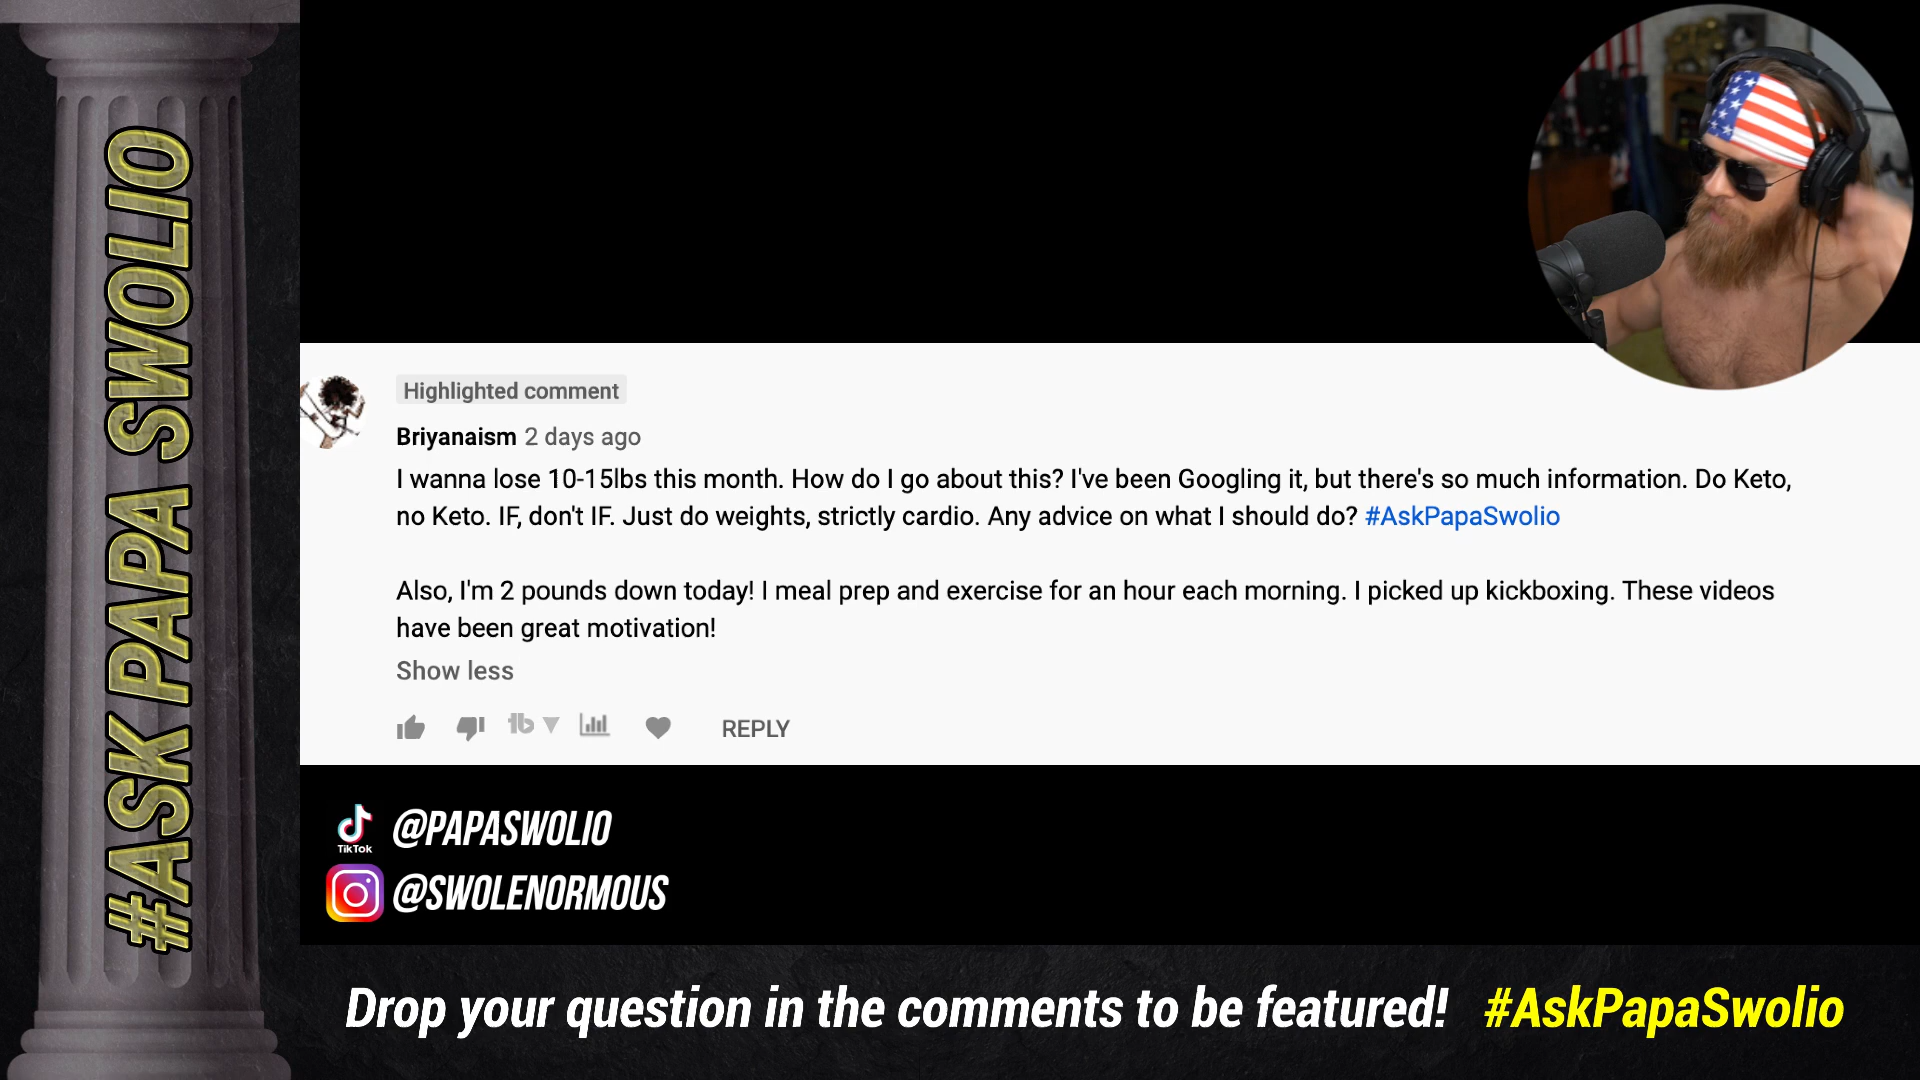 #ASK PAPA SWOLIO
Highlighted comment
Briyanaism 2 days ago
I wanna lose 10-15lbs this month. How do I go about this? I've been Googling it, but there's so much information. Do Keto,
no Keto. IF, don't IF. Just do weights, strictly cardio. Any advice on what I should do? #AskPapaSwolio
Also, I'm 2 pounds down today! I meal prep and exercise for an hour each morning. I picked up kickboxing. These videos
have been great motivation!
Show less
tb
REPLY
TikTok @PAPASWOLIO
@SWOLENORMOUS
Drop your question in the comments to be featured! #AskPapaSwolio